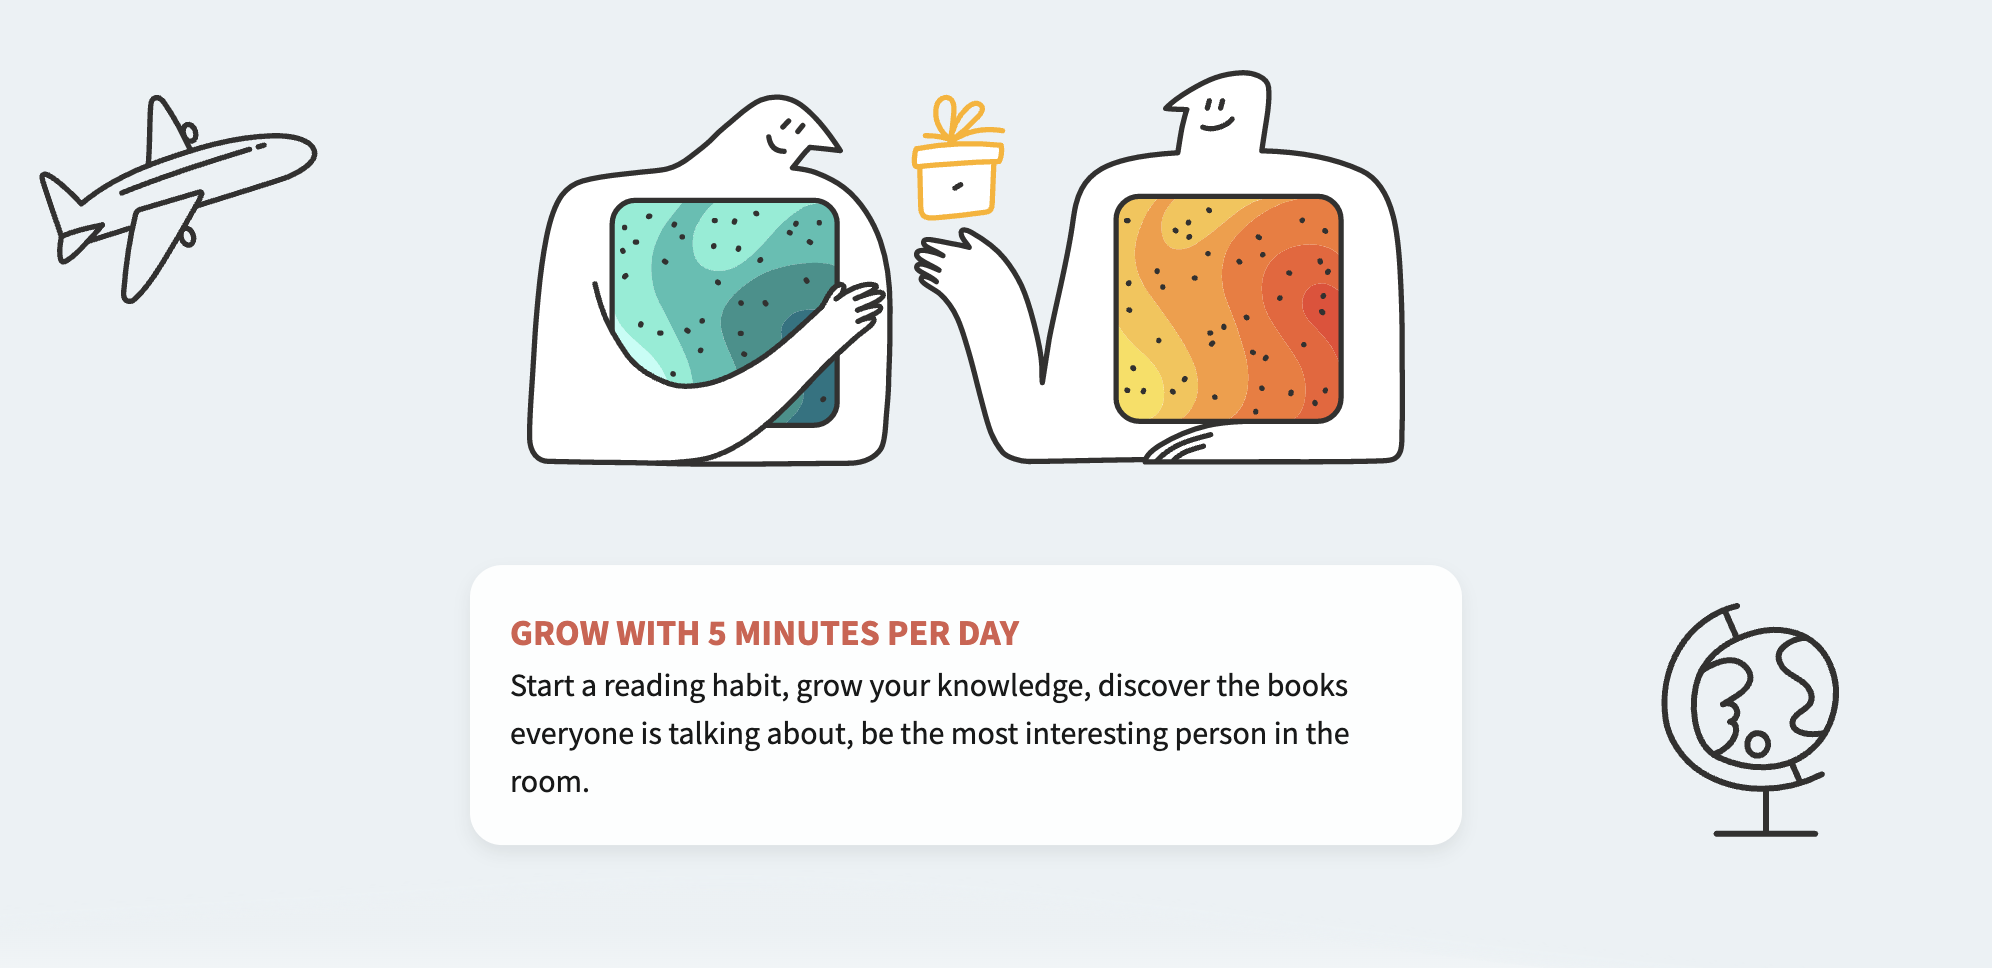 GROW WITH 5 MINUTES PER DAY
Start a reading habit, grow your knowledge, discover the books
everyone is talking about, be the most interesting person in the
room.